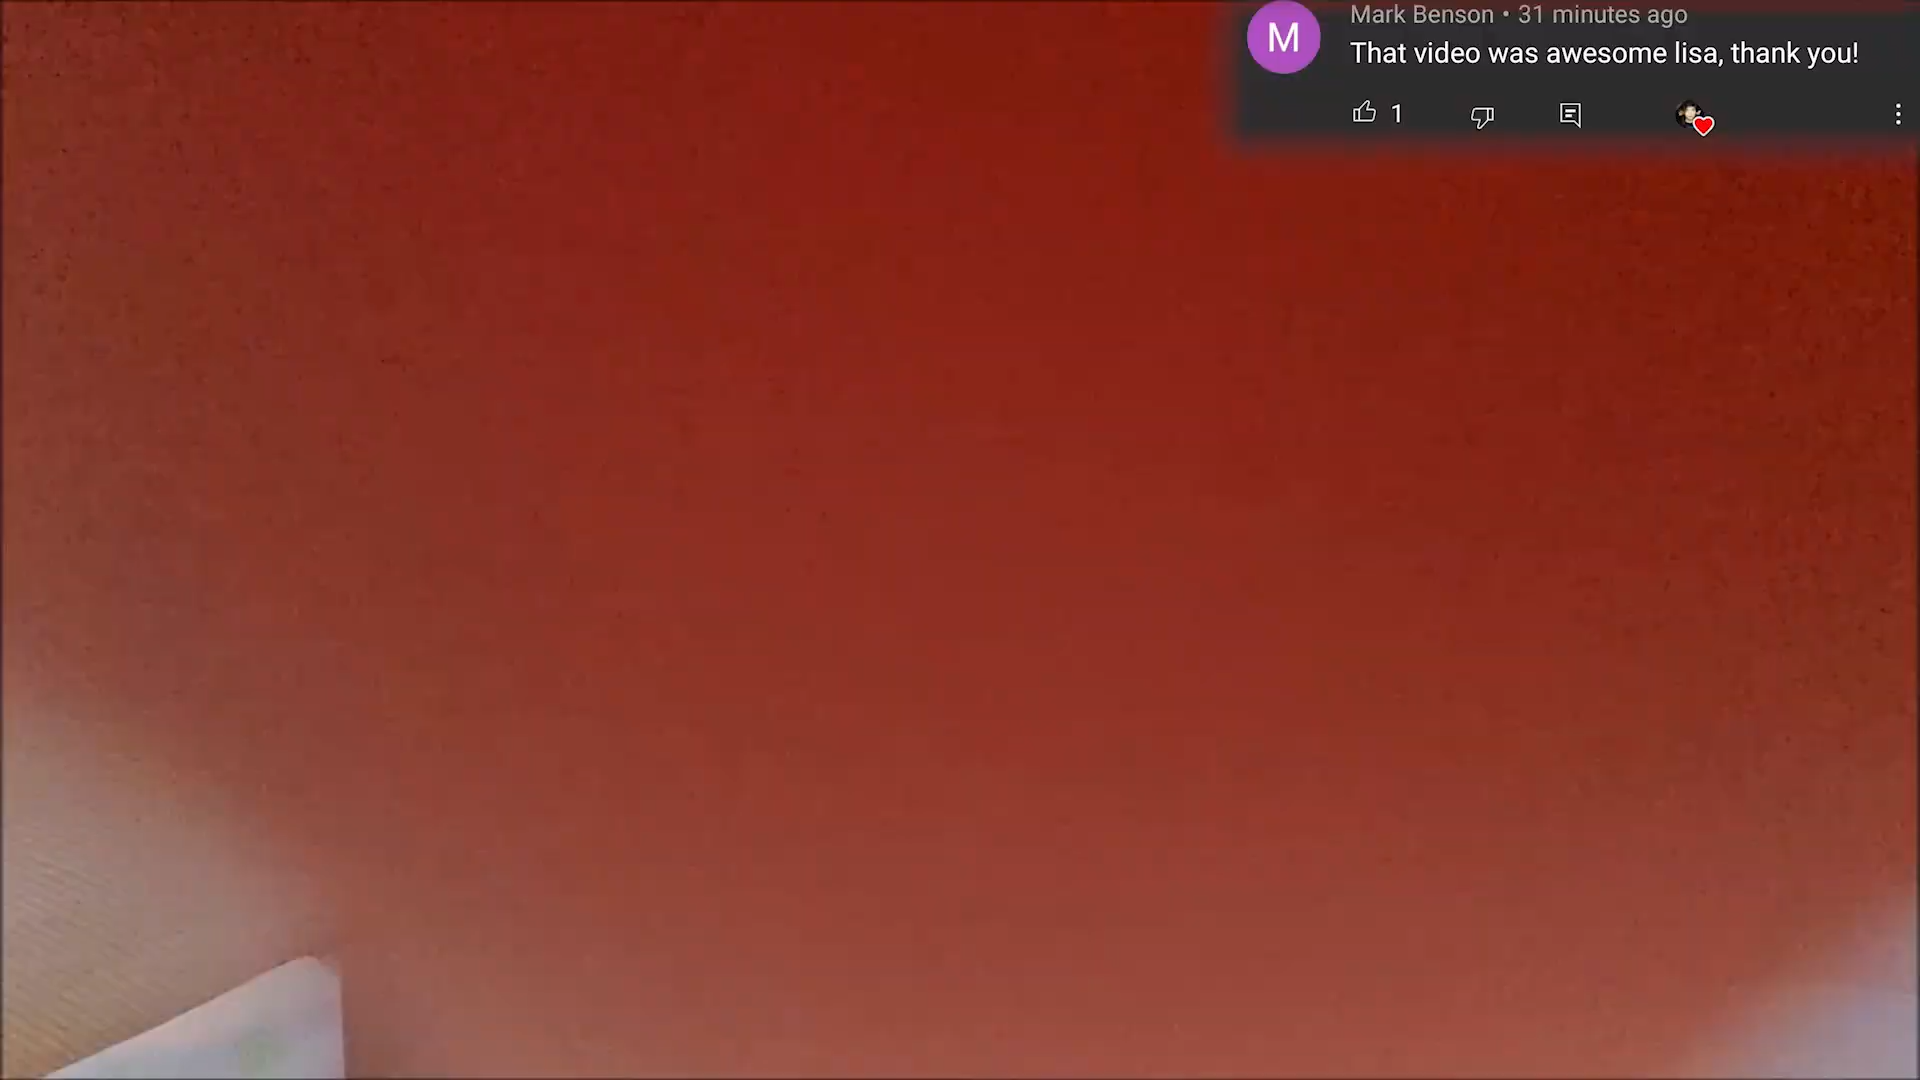 Mark Benson • 31 minutes ago
M
That video was awesome lisa, thank you!
1